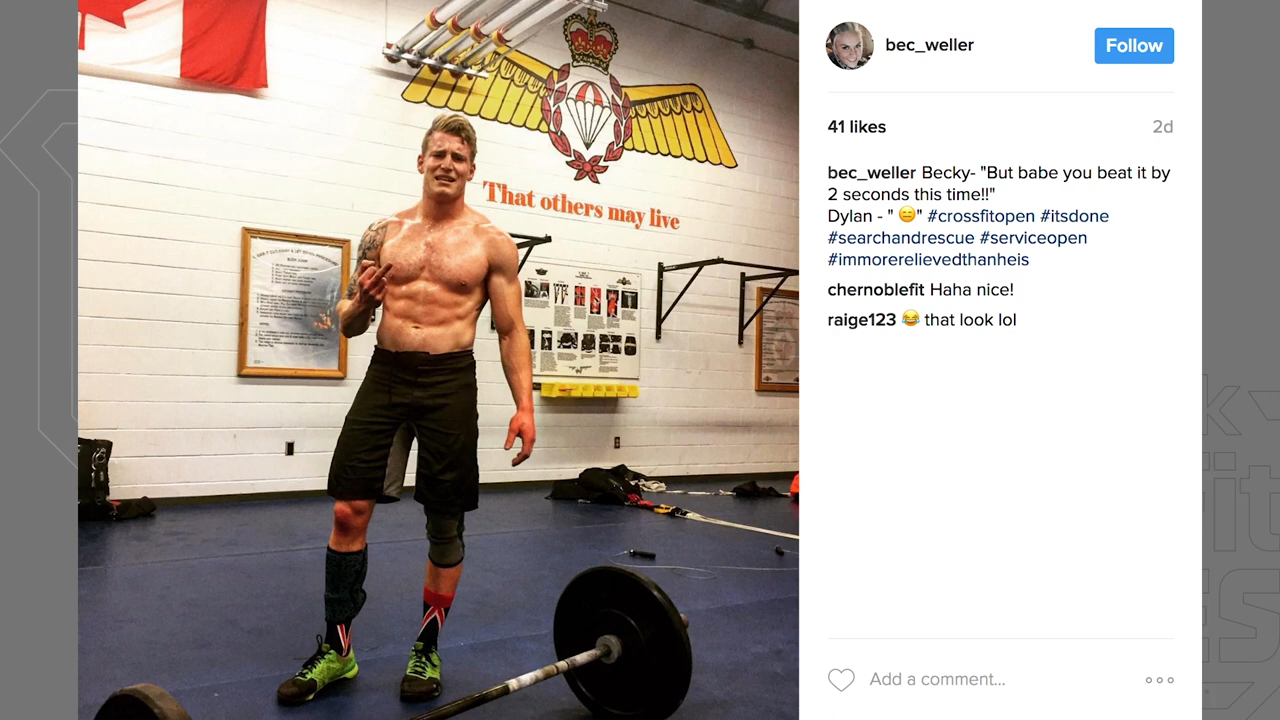 That others may live
bec_weller
Follow
41 likes
2d
bec_weller Becky- "But babe you beat it by
2 seconds this time!!"
Dylan - " 😄" #crossfitopen #itsdone
#searchandrescue #serviceopen
#immorerelievedthanheis
chernoblefit Haha nice!
raige123 😂 that look lol
Add a comment...